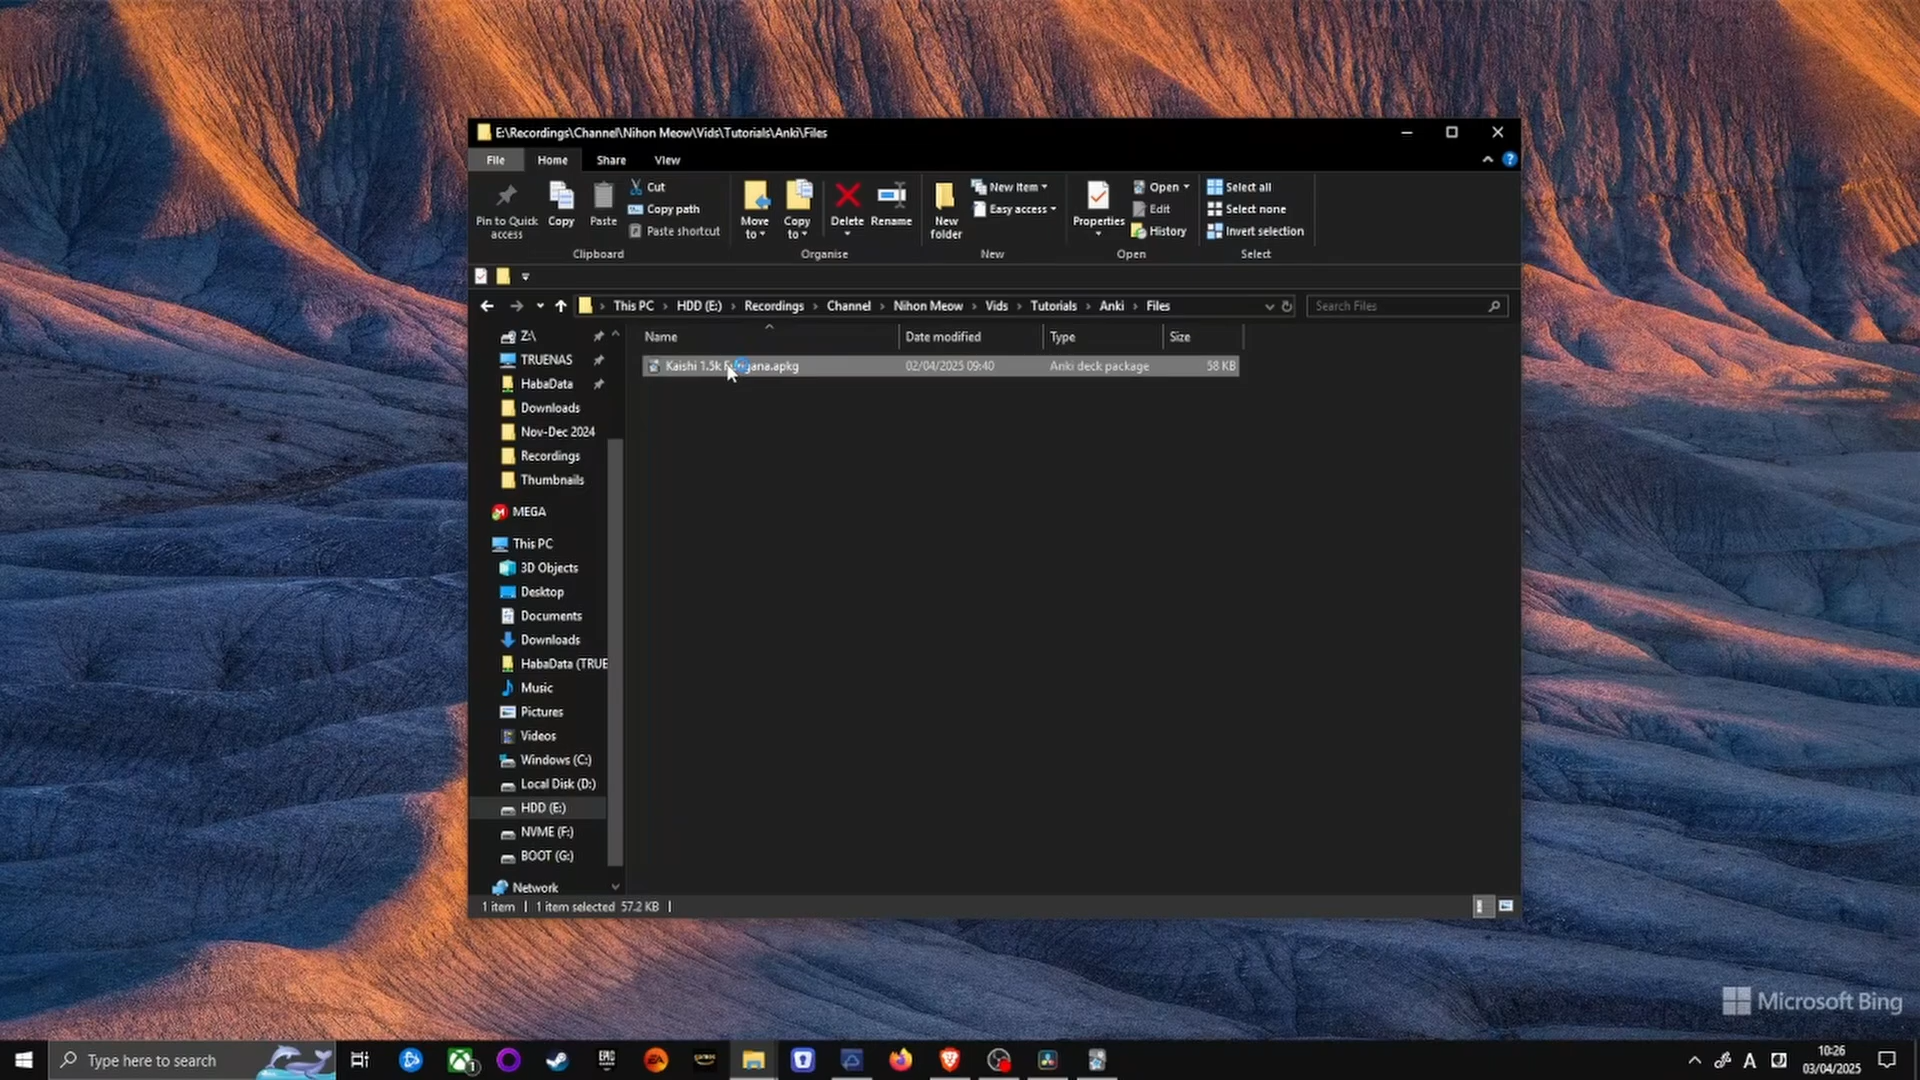 E:\Recordings\Channel\Nihon Meow\Vids\Tutorials\Anki\Files
File Home Share View
Pin to Quick access
Copy
Paste
Cut
Copy path
Paste shortcut
Move to
Copy to
Delete
Rename
New folder
New item
Easy access
Properties
Open
Edit
History
Select all
Select none
Invert selection
Clipboard Organise New Open Select
This PC > HDD (E:) > Recordings > Channel > Nihon Meow > Vids > Tutorials > Anki > Files
Search Files
Name Date modified Type Size
Kaishi 1.5k 02/04/2025 09:40 Anki deck package 58 KB
Z:\
TRUENAS
HabaData
Downloads
Nov-Dec 2024
Recordings
Thumbnails
MEGA
This PC
3D Objects
Desktop
Documents
Downloads
HabaData (TRUE
Music
Pictures
Videos
Windows (C:)
Local Disk (D:)
HDD (E:)
NVME (F:)
BOOT (G:)
Network
1 item | 1 item selected 57.2 KB |
Microsoft Bing
Type here to search
EPIC GAMES
EA
A
10:26
03/04/2025